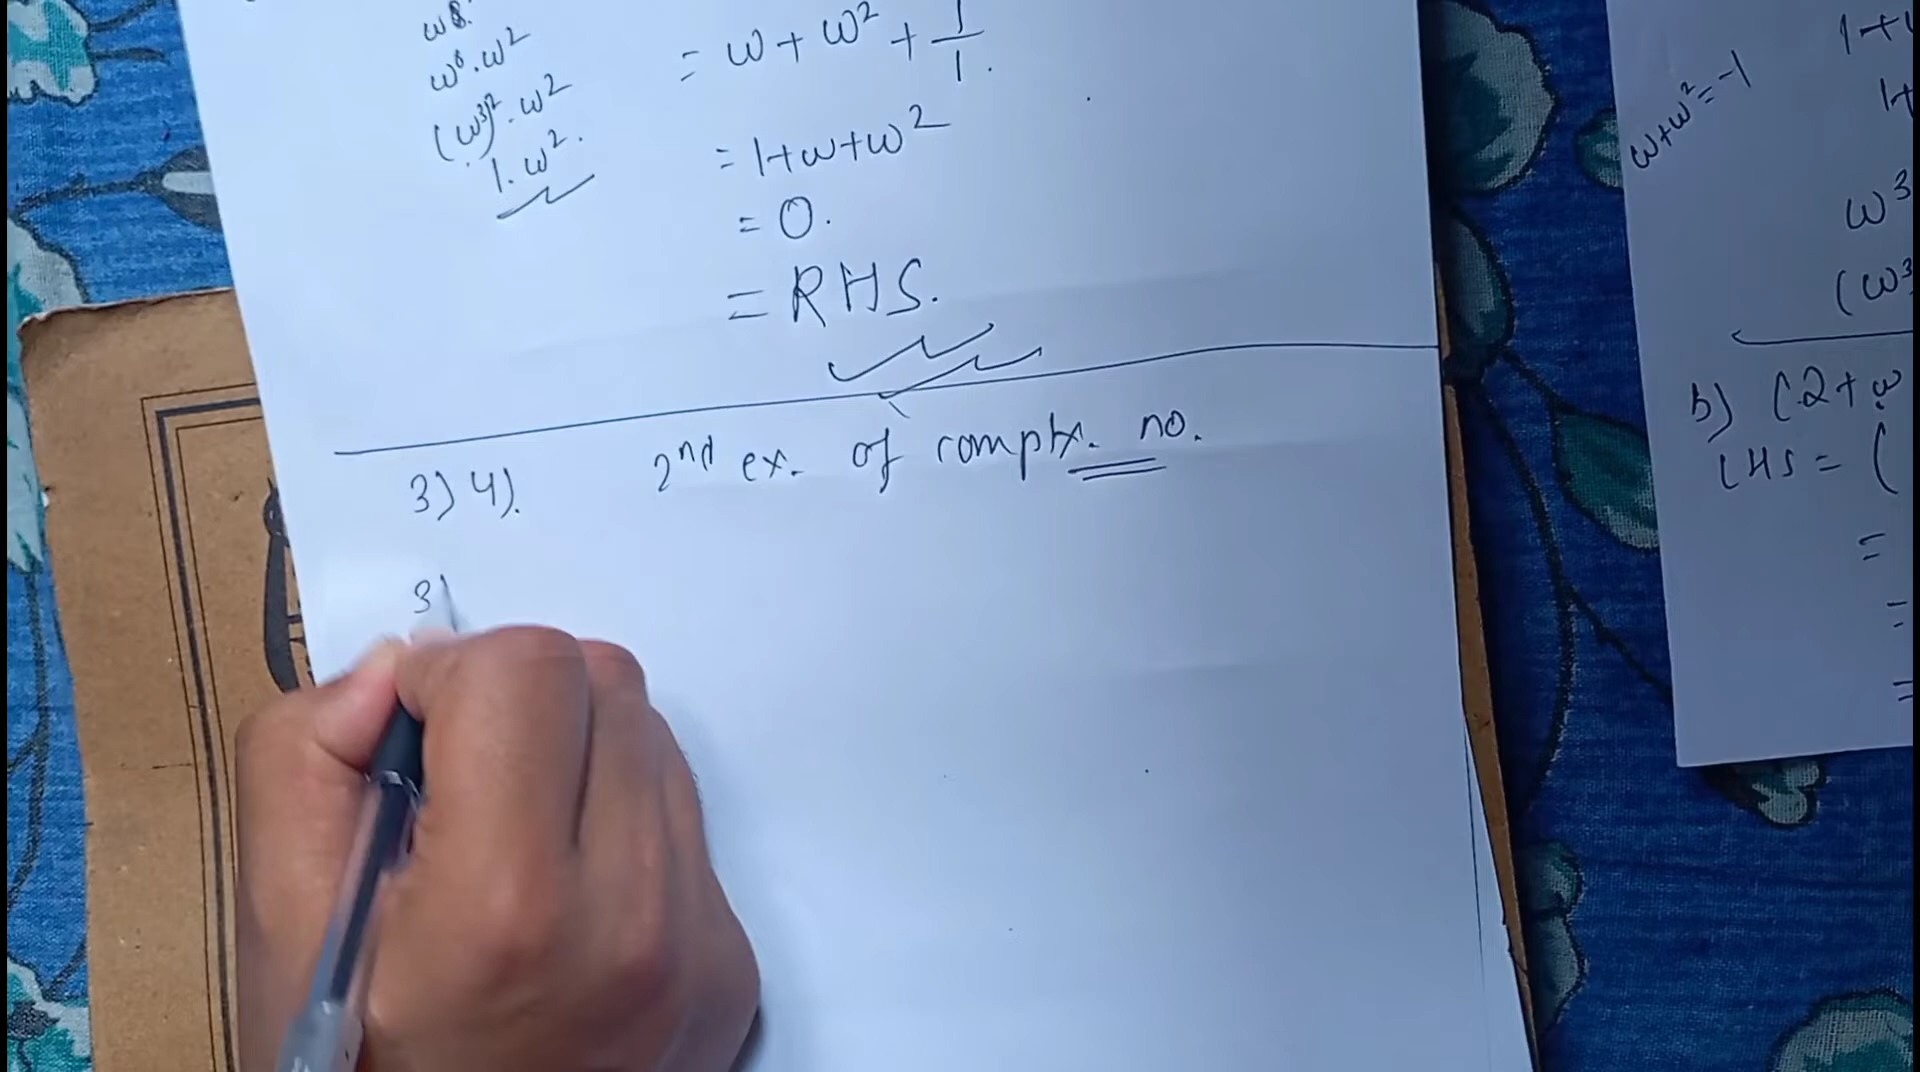 ω8.
ω⁶.ω²
(ω³)².ω²
1.ω².
= ω + ω² + 1/1.
= 1+ω+ω²
= 0.
= RHS.
3) 4). 2nd ex. of complx. no.
3)
ω+ω²=-1
1+
1+
ω³
(ω³
b) (2+ω
LHS = (
=
=
=